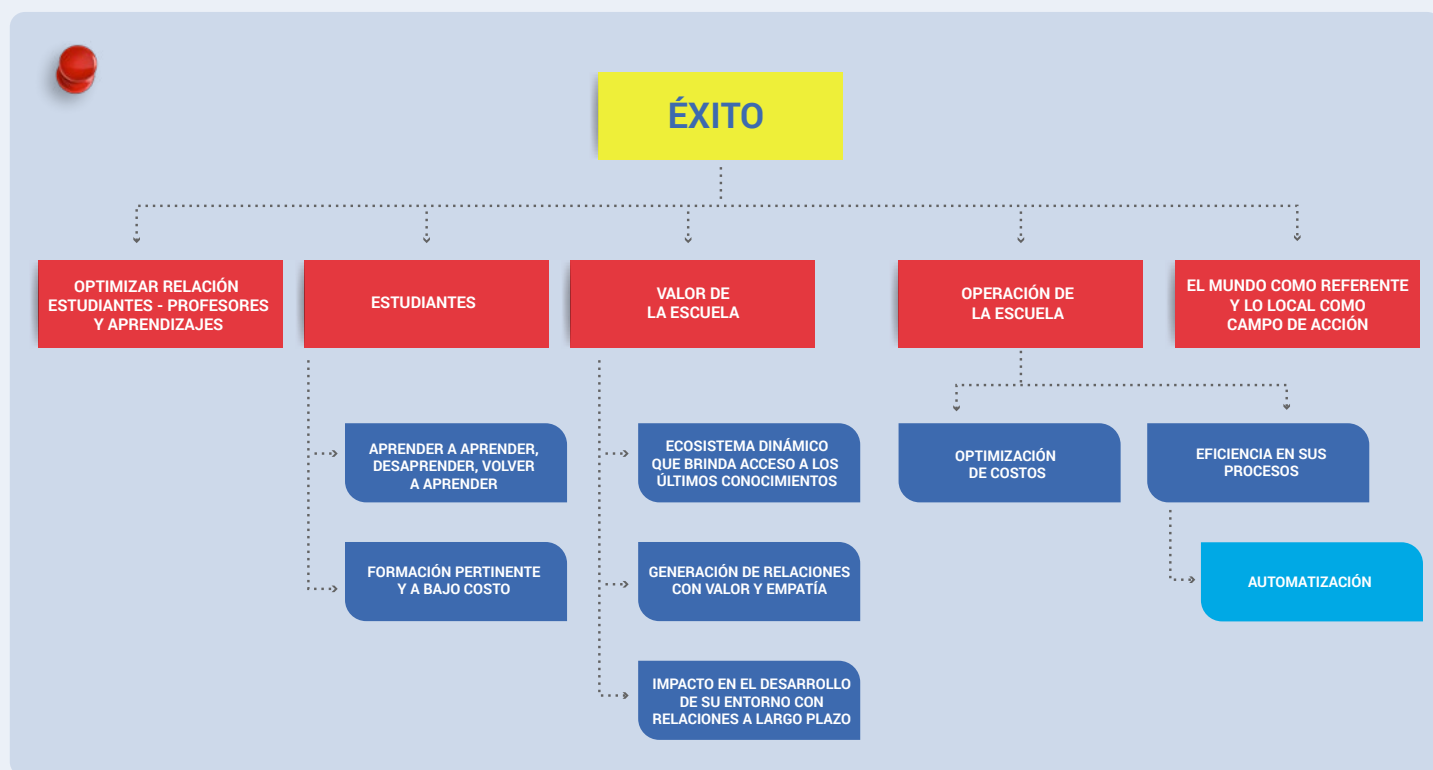 ÉXITO
OPTIMIZAR RELACIÓN
ESTUDIANTES - PROFESORES
Y APRENDIZAJES
ESTUDIANTES
VALOR DE
LA ESCUELA
OPERACIÓN DE
LA ESCUELA
EL MUNDO COMO REFERENTE
Y LO LOCAL COMO
CAMPO DE ACCIÓN
APRENDER A APRENDER,
DESAPRENDER, VOLVER
A APRENDER
FORMACIÓN PERTINENTE
Y A BAJO COSTO
ECOSISTEMA DINÁMICO
QUE BRINDA ACCESO A LOS
ÚLTIMOS CONOCIMIENTOS
GENERACIÓN DE RELACIONES
CON VALOR Y EMPATÍA
IMPACTO EN EL DESARROLLO
DE SU ENTORNO CON
RELACIONES A LARGO PLAZO
OPTIMIZACIÓN
DE COSTOS
EFICIENCIA EN SUS
PROCESOS
AUTOMATIZACIÓN